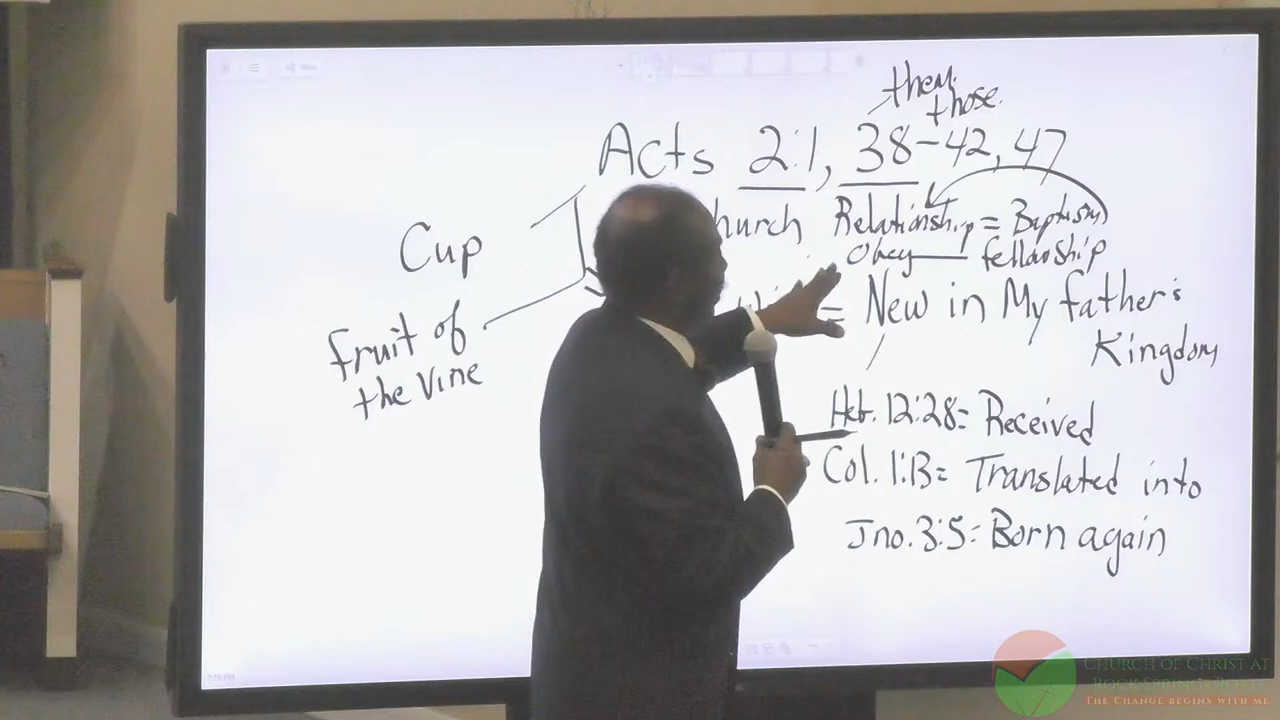 them
those
Acts 2:1, 38-42, 47
hurch Relationship = Baptism
Obey fellowship
Cup
= New in My father's
Kingdom
fruit of
the vine
Heb. 12:28 = Received
Col. 1:13 = Translated into
Jno. 3:5 = Born again
CHURCH OF CHRIST AT
THE CHANGE BEGINS WITH ME